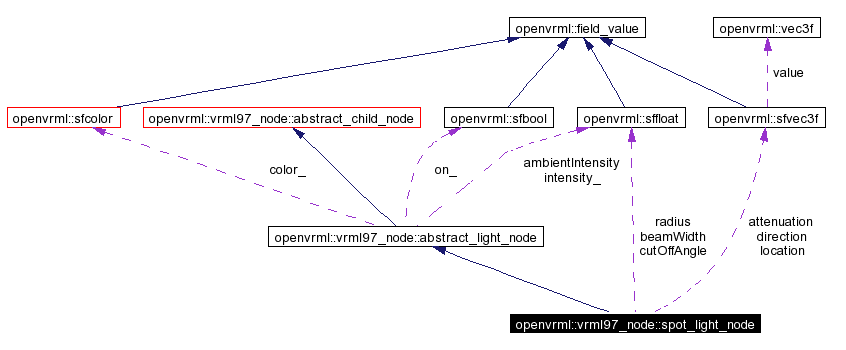 openvrml::field_value
openvrml::vec3f
value
openvrml::sfcolor
openvrml::vrml97_node::abstract_child_node
openvrml::sfbool
openvrml::sffloat
openvrml::sfvec3f
color_
on_
ambientIntensity
intensity_
radius
beamWidth
cutOffAngle
attenuation
direction
location
openvrml::vrml97_node::abstract_light_node
openvrml::vrml97_node::spot_light_node